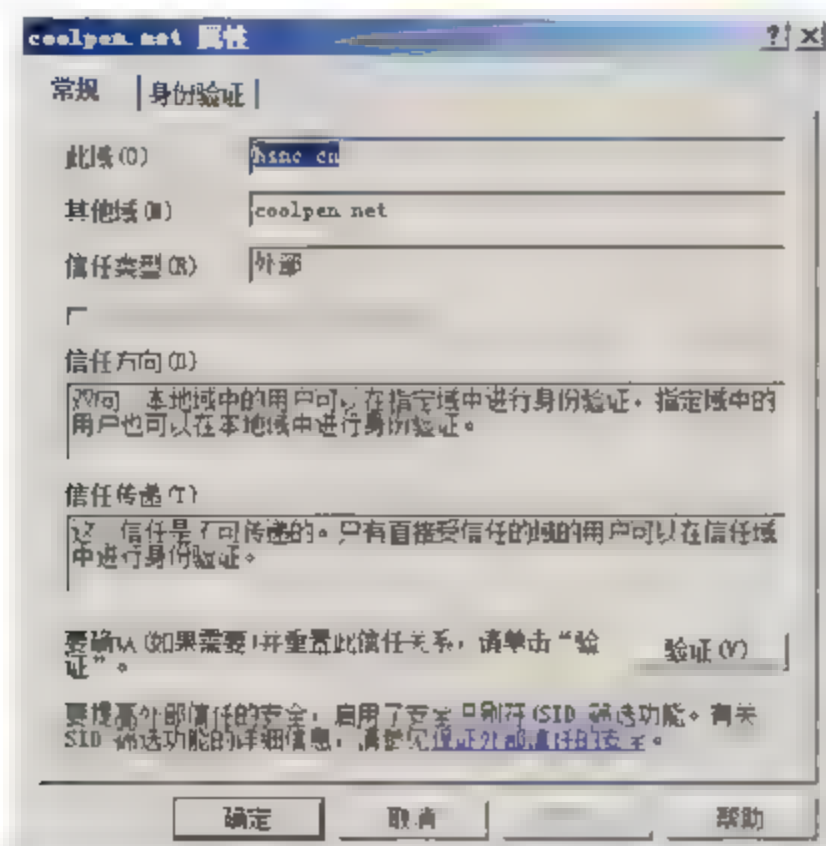 coolpen.net 属性
常规 身份验证
此域(O)
其他域(M) coolpen.net
信任类型(R) 外部
信任方向(D)
双向 本地域中的用户可以在指定域中进行身份验证，指定域中的
用户也可以在本地域中进行身份验证。
信任传递(T)
这 信任是不可传递的。只有直接受信任的域的用户可以在信任域
中进行身份验证。
要确认(如果需要)并重置此信任关系，请单击“验
证”。 验证(V)
要提高外部信任的安全，启用了安全 (SID 筛选功能。有关
SID 筛选功能的详细信息，请参见保证外部信任的安全。
确定 取消 帮助